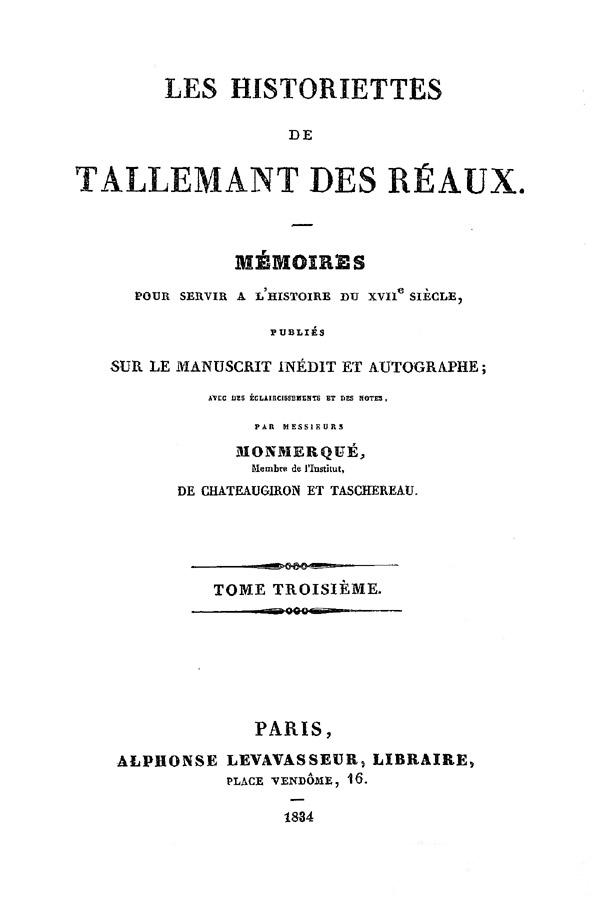 LES HISTORIETTES
DE
TALLEMANT DES RÉAUX.
MÉMOIRES
POUR SERVIR A L'HISTOIRE DU XVIIe SIÈCLE,
PUBLIÉS
SUR LE MANUSCRIT INÉDIT ET AUTOGRAPHE;
AVEC DES ÉCLAIRCISSEMENTS ET DES NOTES,
PAR MESSIEURS
MONMERQUÉ,
Membre de l'Institut,
DE CHATEAUGIRON ET TASCHEREAU.
TOME TROISIÈME.
PARIS,
ALPHONSE LEVAVASSEUR, LIBRAIRE,
PLACE VENDÔME, 16.
1834